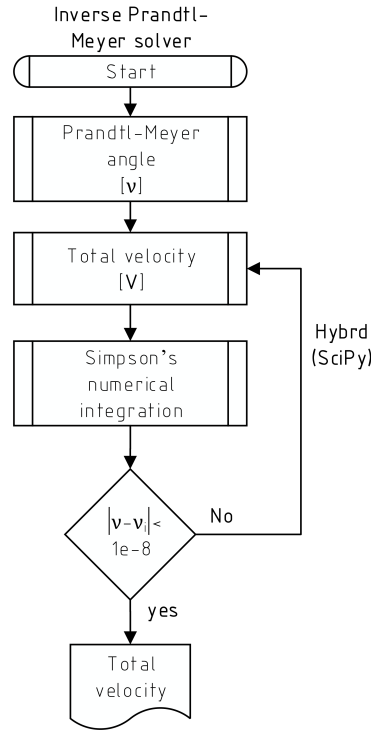 Inverse Prandtl-
Meyer solver
Start
Prandtl-Meyer
angle
[ν]
Total velocity
[V]
Hybrd
(SciPy)
Simpson's
numerical
integration
|ν-νᵢ|<
1e-8
No
yes
Total
velocity